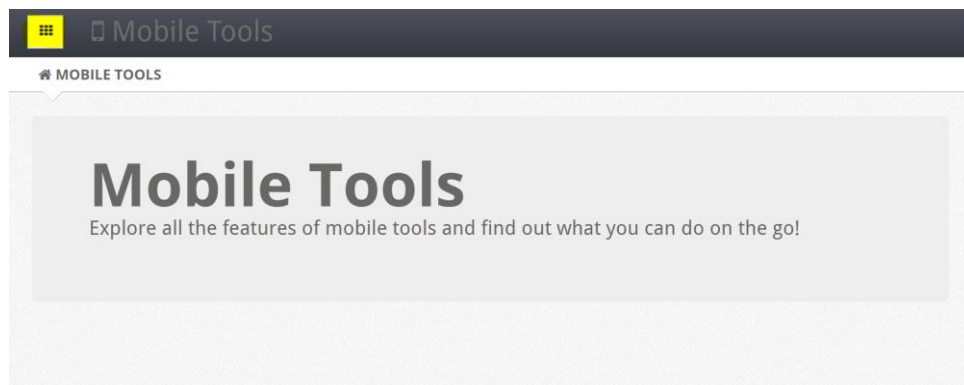 Mobile Tools
MOBILE TOOLS
Mobile Tools
Explore all the features of mobile tools and find out what you can do on the go!